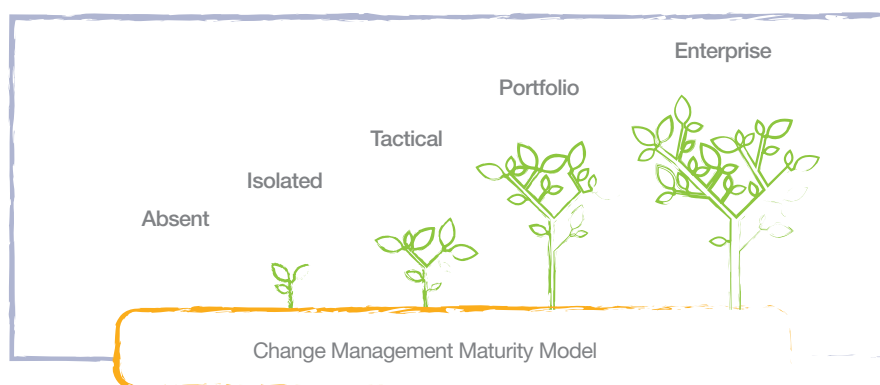 Enterprise
Portfolio
Tactical
Isolated
Absent
Change Management Maturity Model